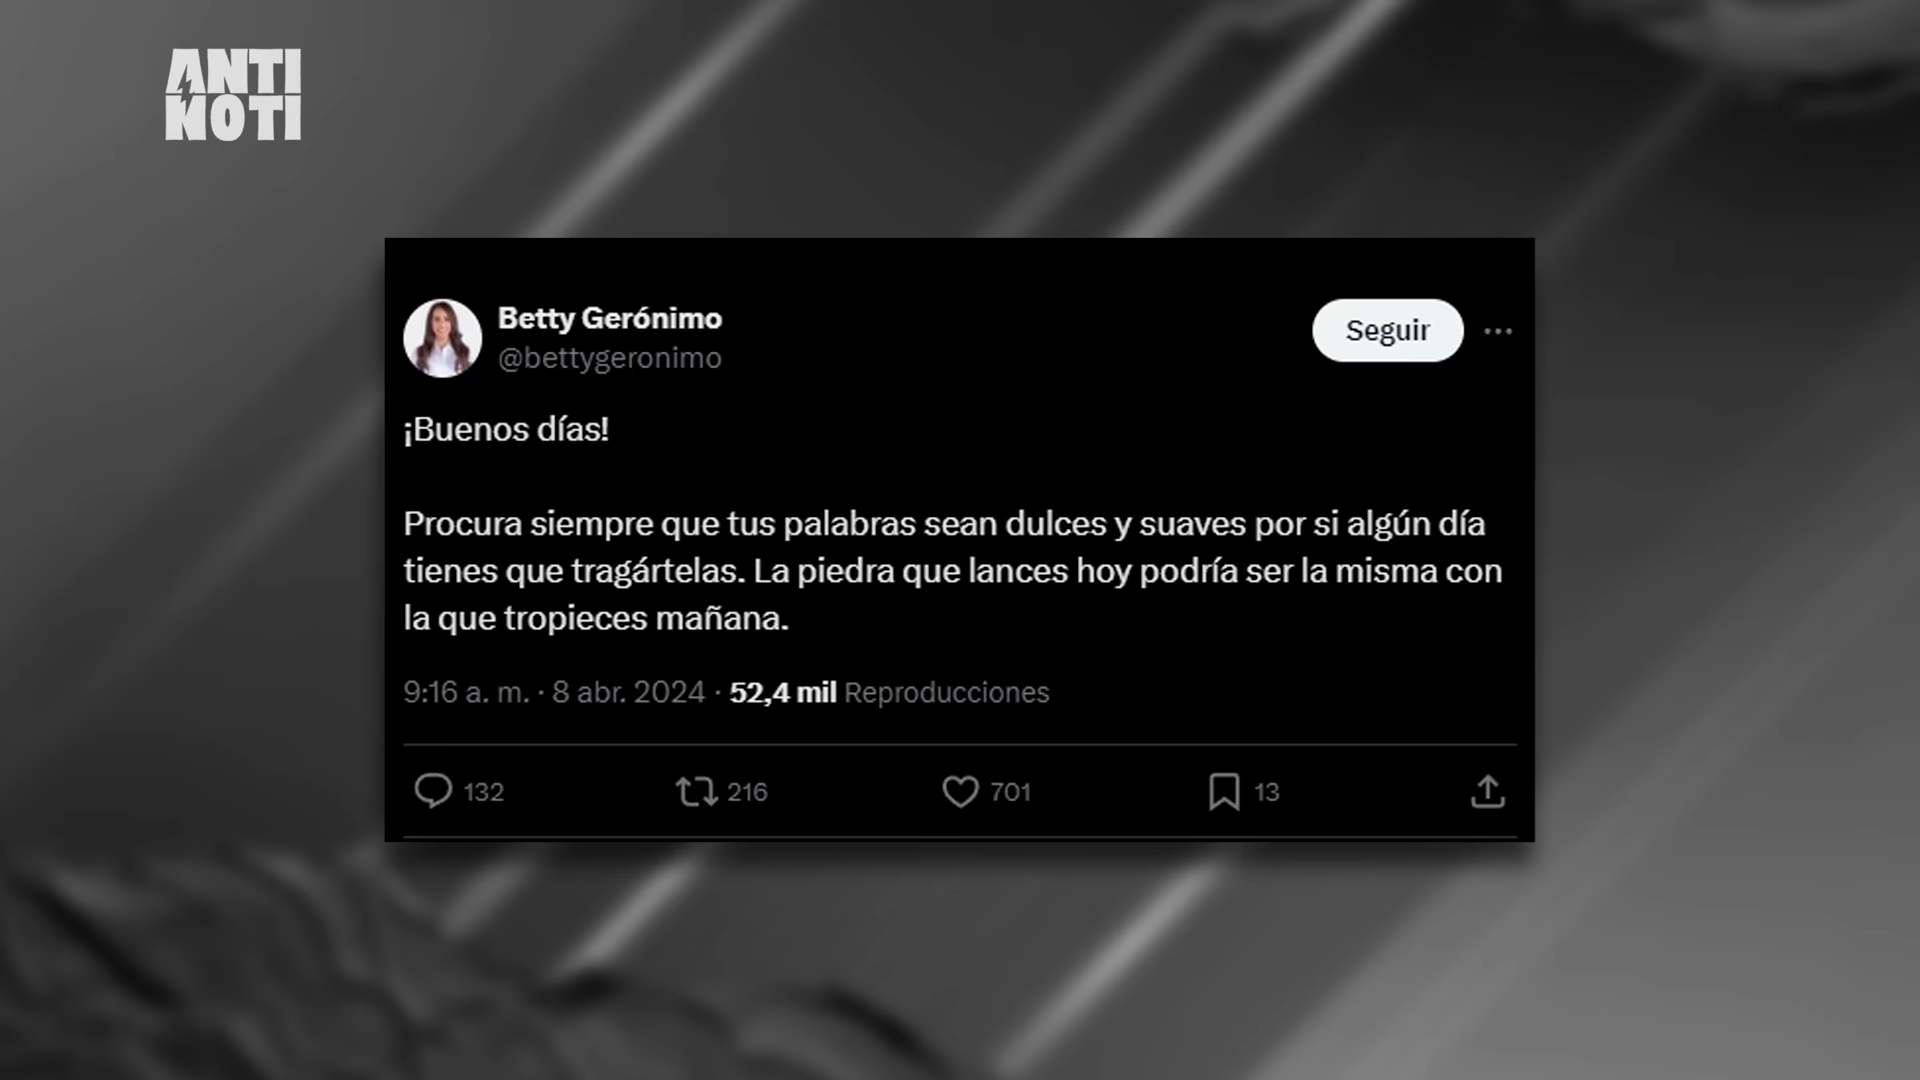 ANTI
NOTI
Betty Gerónimo
@bettygeronimo
Seguir
¡Buenos días!
Procura siempre que tus palabras sean dulces y suaves por si algún día
tienes que tragártelas. La piedra que lances hoy podría ser la misma con
la que tropieces mañana.
9:16 a. m. · 8 abr. 2024 · 52,4 mil Reproducciones
132 216 701 13